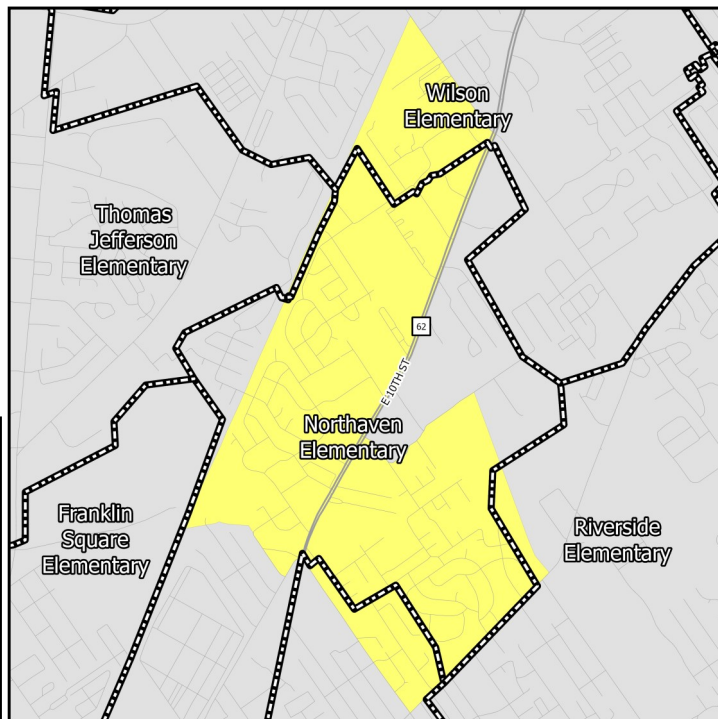 Wilson
Elementary
Thomas
Jefferson
Elementary
62
E 10TH ST
Northaven
Elementary
Franklin
Square
Elementary
Riverside
Elementary